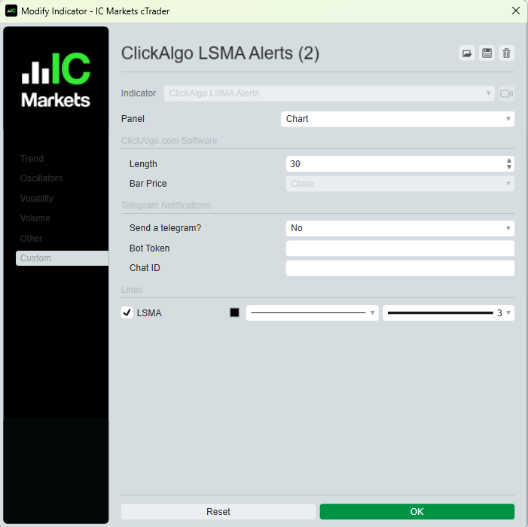 Modify Indicator - IC Markets cTrader
IC
Markets
Trend
Oscillators
Volatility
Volume
Other
Custom
ClickAlgo LSMA Alerts (2)
Indicator ClickAlgo LSMA Alerts
Panel Chart
ClickAlgo.com Software
Length 30
Bar Price Close
Telegram Notifications
Send a telegram? No
Bot Token
Chat ID
Lines
LSMA 3
Reset OK